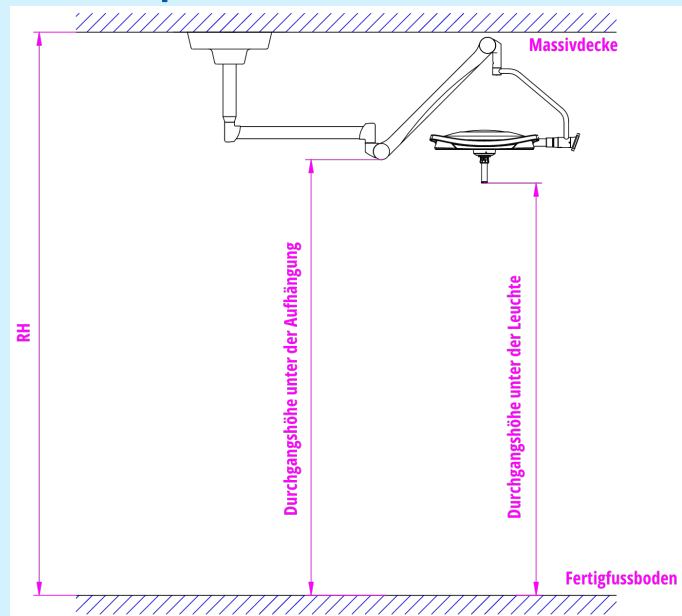 Massivdecke
RH
Durchgangshöhe unter der Aufhängung
Durchgangshöhe unter der Leuchte
Fertigfussboden